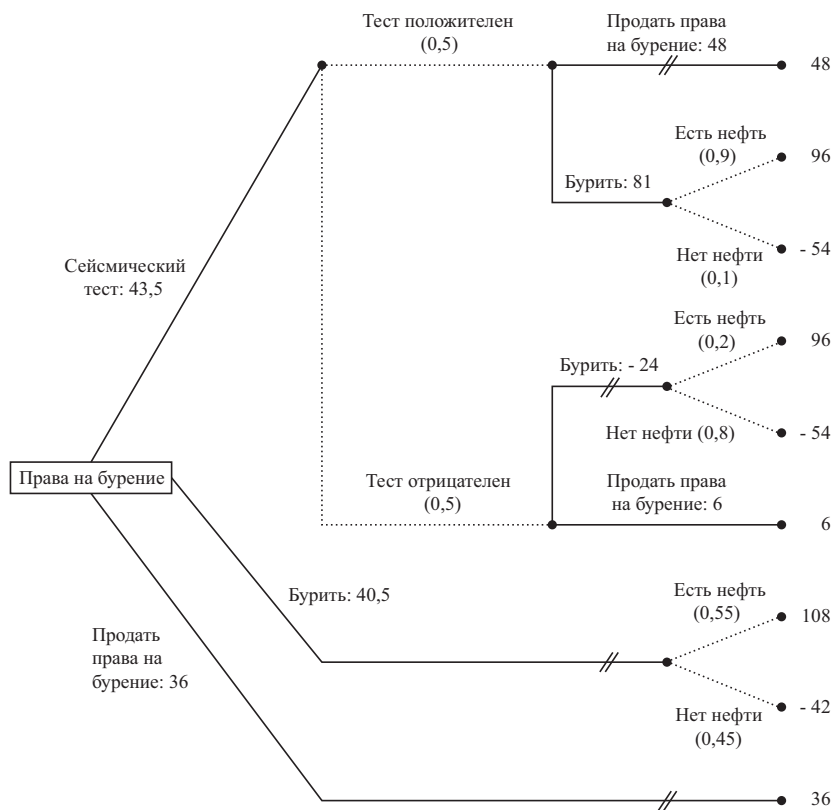 Тест положителен
(0,5)
Продать права
на бурение: 48
48
Есть нефть
(0,9)
96
Бурить: 81
Нет нефти
(0,1)
- 54
Сейсмический
тест: 43,5
Есть нефть
(0,2)
96
Бурить: - 24
Нет нефти (0,8)
- 54
Права на бурение
Тест отрицателен
(0,5)
Продать права
на бурение: 6
6
Бурить: 40,5
Есть нефть
(0,55)
108
Продать
права на
бурение: 36
Нет нефти
(0,45)
- 42
36